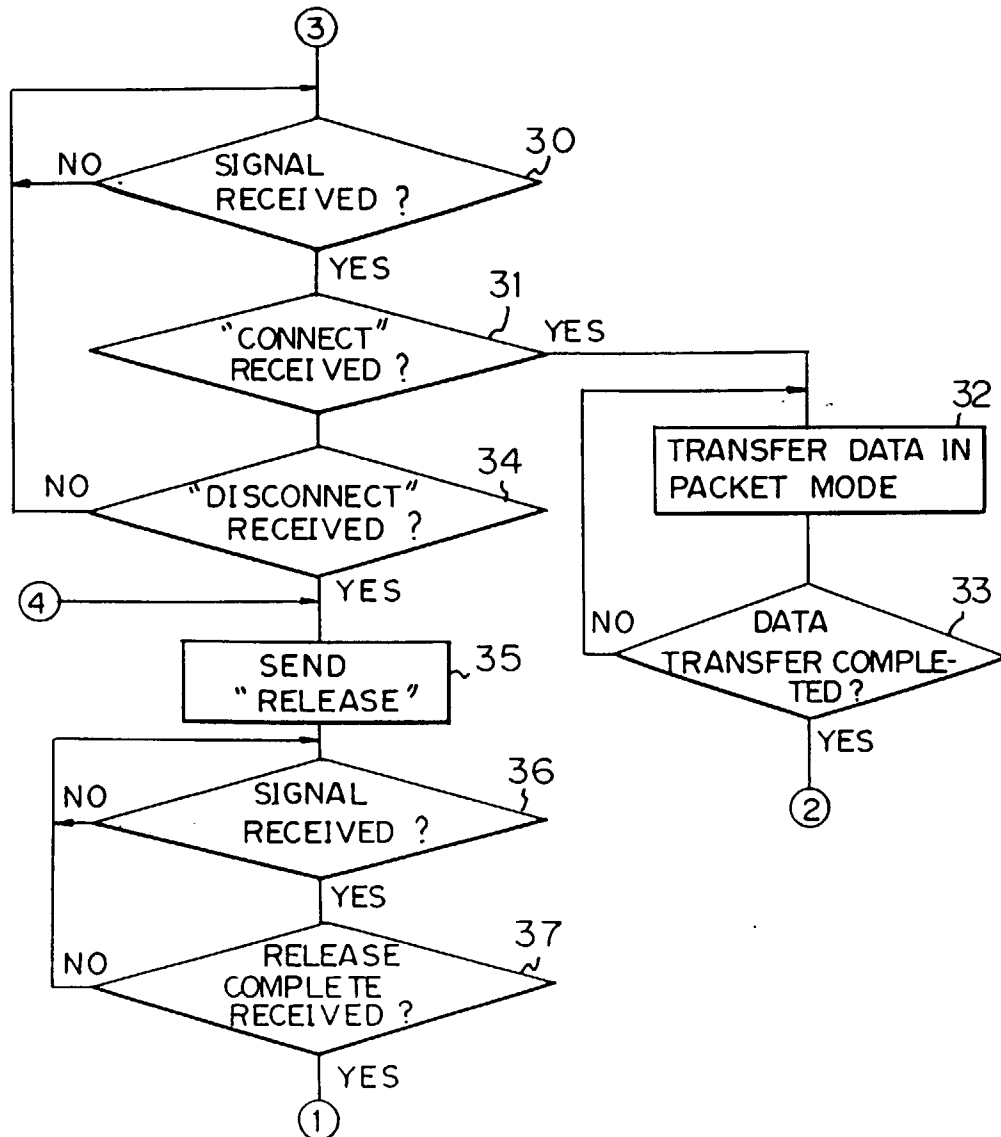 3
30
NO
SIGNAL
RECEIVED ?
YES
31
"CONNECT"
RECEIVED ?
YES
32
TRANSFER DATA IN
PACKET MODE
34
NO
"DISCONNECT"
RECEIVED ?
YES
33
NO
DATA
TRANSFER COMPLE-
TED ?
YES
2
4
35
SEND
"RELEASE"
36
NO
SIGNAL
RECEIVED ?
YES
37
NO
RELEASE
COMPLETE
RECEIVED ?
YES
1